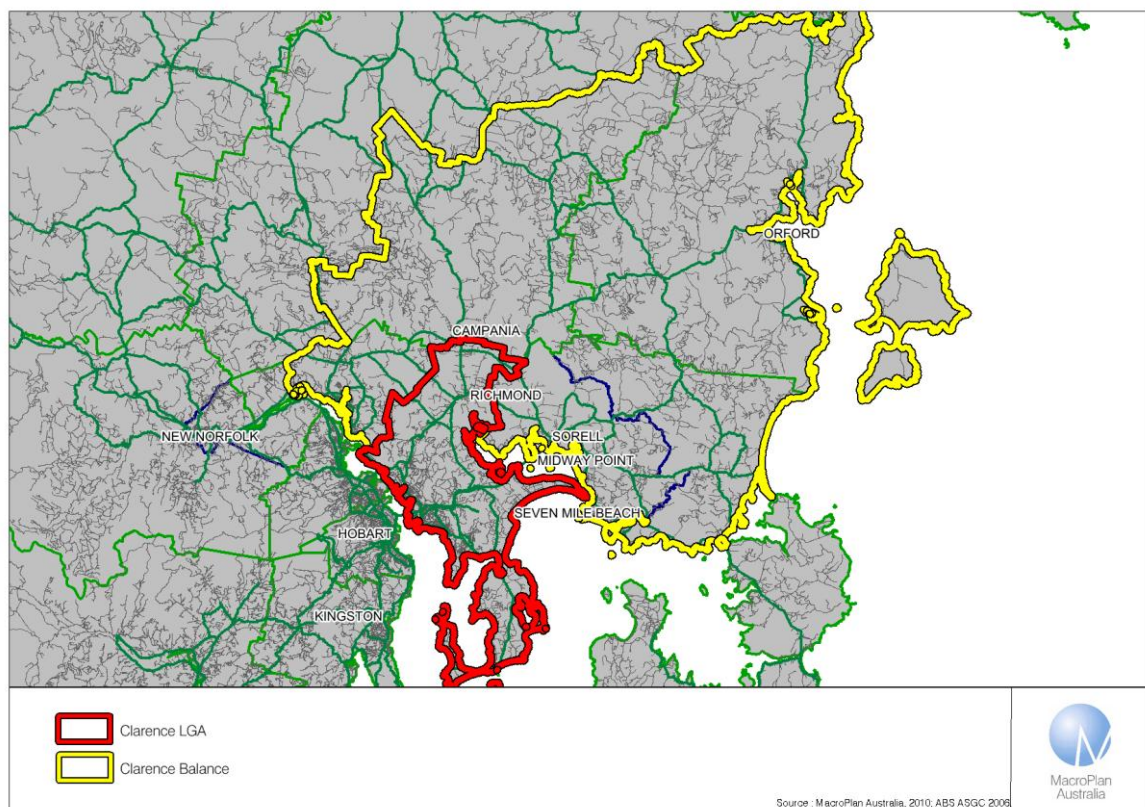 ORFORD
CAMPANIA
RICHMOND
NEW NORFOLK
SORELL
MIDWAY POINT
SEVEN MILE BEACH
HOBART
KINGSTON
Clarence LGA
Clarence Balance
MacroPlan
Australia
Source : MacroPlan Australia, 2010; ABS ASGC 2006